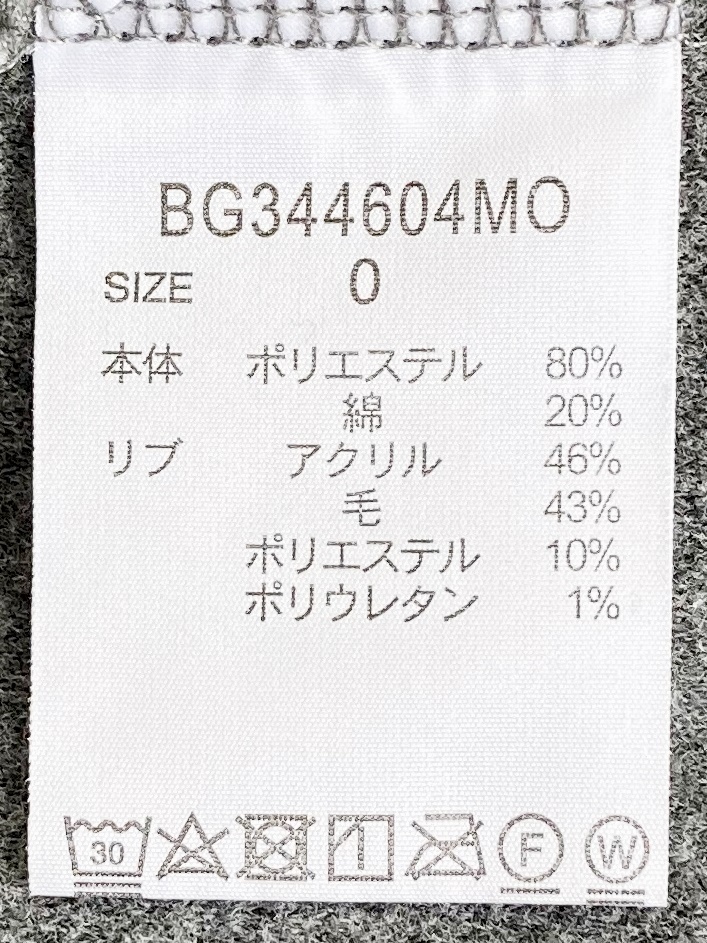 BG344604MO
SIZE 0
本体 ポリエステル 80%
綿 20%
リブ アクリル 46%
毛 43%
ポリエステル 10%
ポリウレタン 1%
30 F W